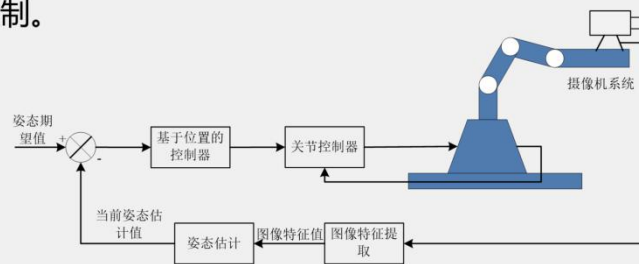 制。
摄像机系统
姿态期
望值
+
-
基于位置的
控制器
关节控制器
当前姿态估
计值
姿态估计
图像特征值
图像特征提
取